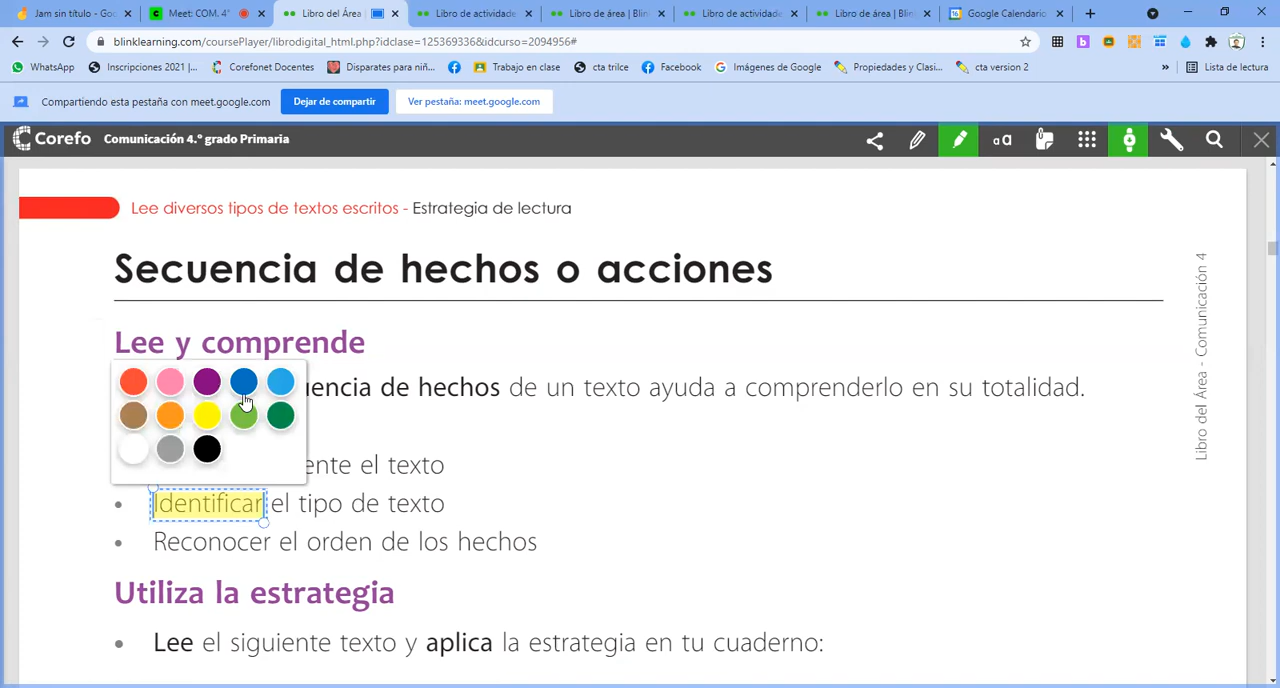 Jam sin título - Goo
Meet: COM. 4°
Libro del Área |
Libro de actividade
Libro de área | Blin
Libro de actividade
Libro de área | Blin
Google Calendario
blinklearning.com/coursePlayer/librodigital_html.php?idclase=125369336&idcurso=2094956#
WhatsApp
Inscripciones 2021 |...
Corefonet Docentes
Disparates para niñ...
Trabajo en clase
cta trilce
Facebook
Imágenes de Google
Propiedades y Clasi...
cta version 2
»
Lista de lectura
Compartiendo esta pestaña con meet.google.com
Dejar de compartir
Ver pestaña: meet.google.com
Corefo
Comunicación 4.º grado Primaria
aa
Lee diversos tipos de textos escritos - Estrategia de lectura
Secuencia de hechos o acciones
Lee y comprende
uencia de hechos de un texto ayuda a comprenderlo en su totalidad.
ente el texto
• Identificar el tipo de texto
• Reconocer el orden de los hechos
Utiliza la estrategia
• Lee el siguiente texto y aplica la estrategia en tu cuaderno:
Libro del Área - Comunicación 4